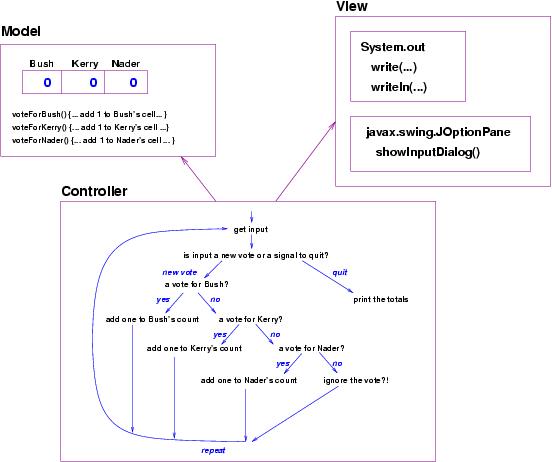 Model
Bush Kerry Nader
0 0 0
voteForBush() {... add 1 to Bush's cell... }
voteForKerry() {... add 1 to Kerry's cell ...}
voteForNader() {... add 1 to Nader's cell ... }
View
System.out
write(...)
writeln(...)
javax.swing.JOptionPane
showInputDialog()
Controller
get input
is input a new vote or a signal to quit?
new vote quit
a vote for Bush?
yes no print the totals
add one to Bush's count a vote for Kerry?
yes no
add one to Kerry's count a vote for Nader?
yes no
add one to Nader's count ignore the vote?!
repeat